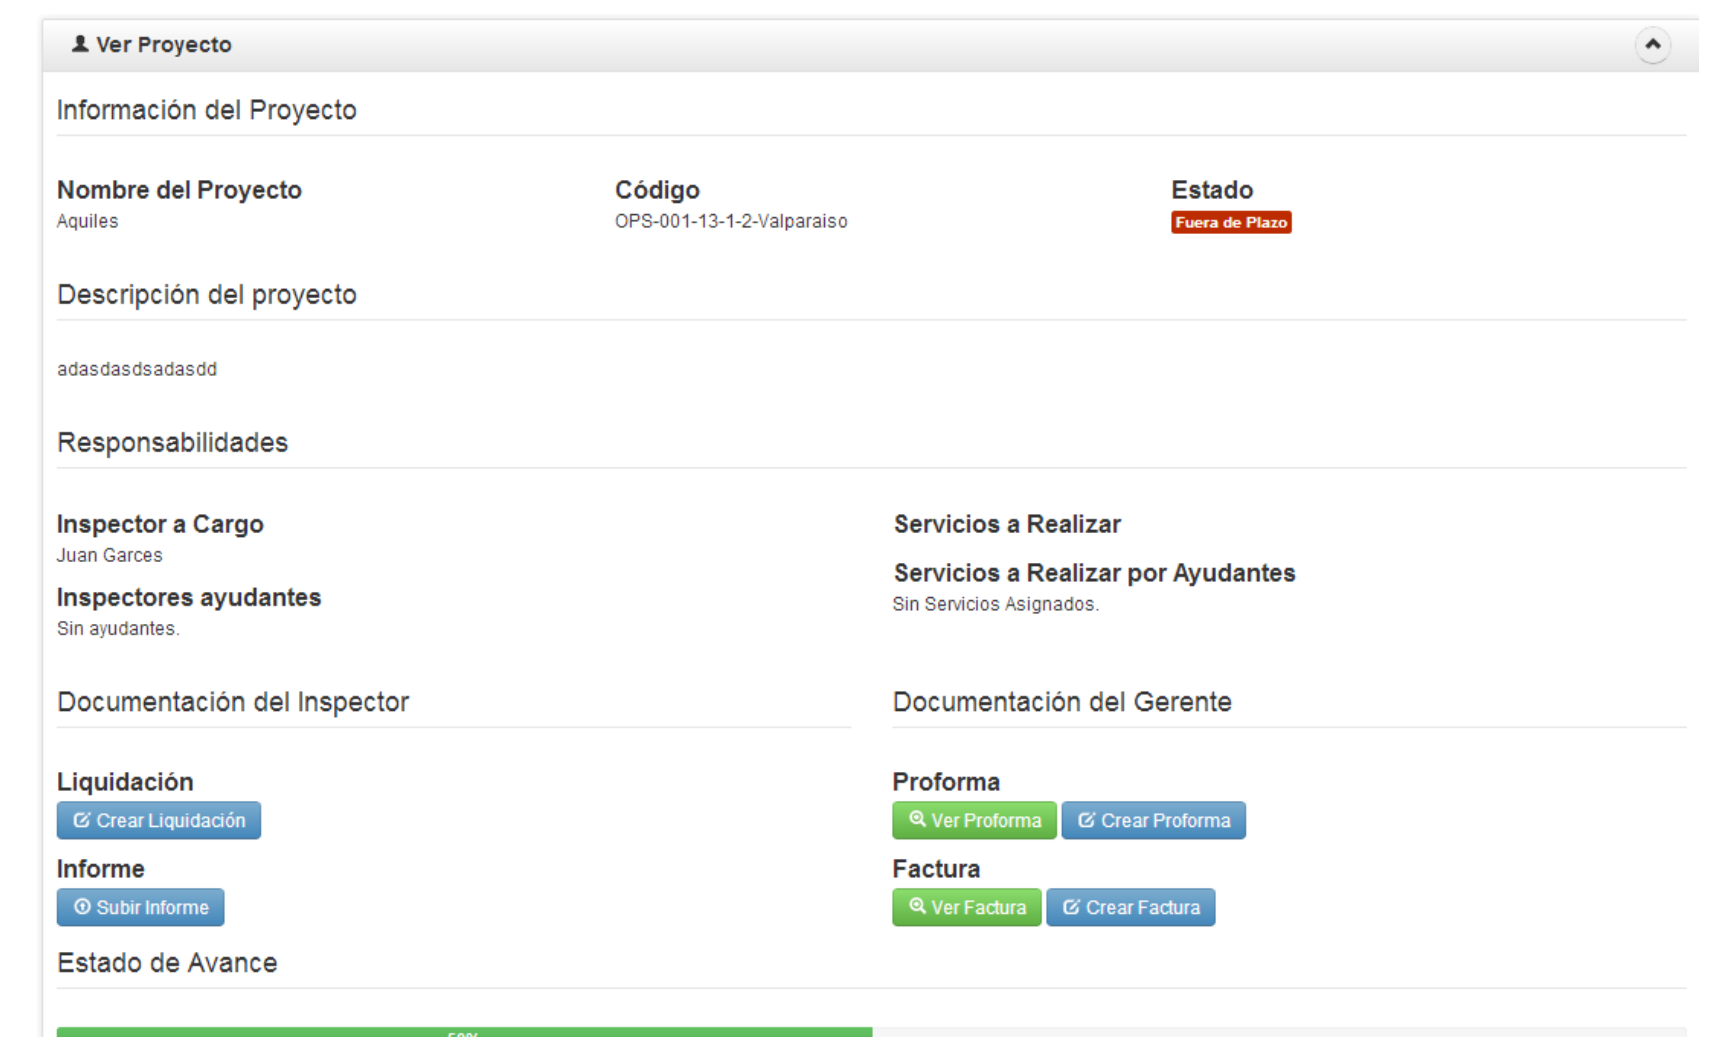 Ver Proyecto
Información del Proyecto
Nombre del Proyecto
Aquiles
Código
OPS-001-13-1-2-Valparaiso
Estado
Fuera de Plazo
Descripción del proyecto
adasdasdsadasdd
Responsabilidades
Inspector a Cargo
Juan Garces
Inspectores ayudantes
Sin ayudantes.
Servicios a Realizar
Servicios a Realizar por Ayudantes
Sin Servicios Asignados.
Documentación del Inspector
Liquidación
Crear Liquidación
Informe
Subir Informe
Documentación del Gerente
Proforma
Ver Proforma
Crear Proforma
Factura
Ver Factura
Crear Factura
Estado de Avance
50%